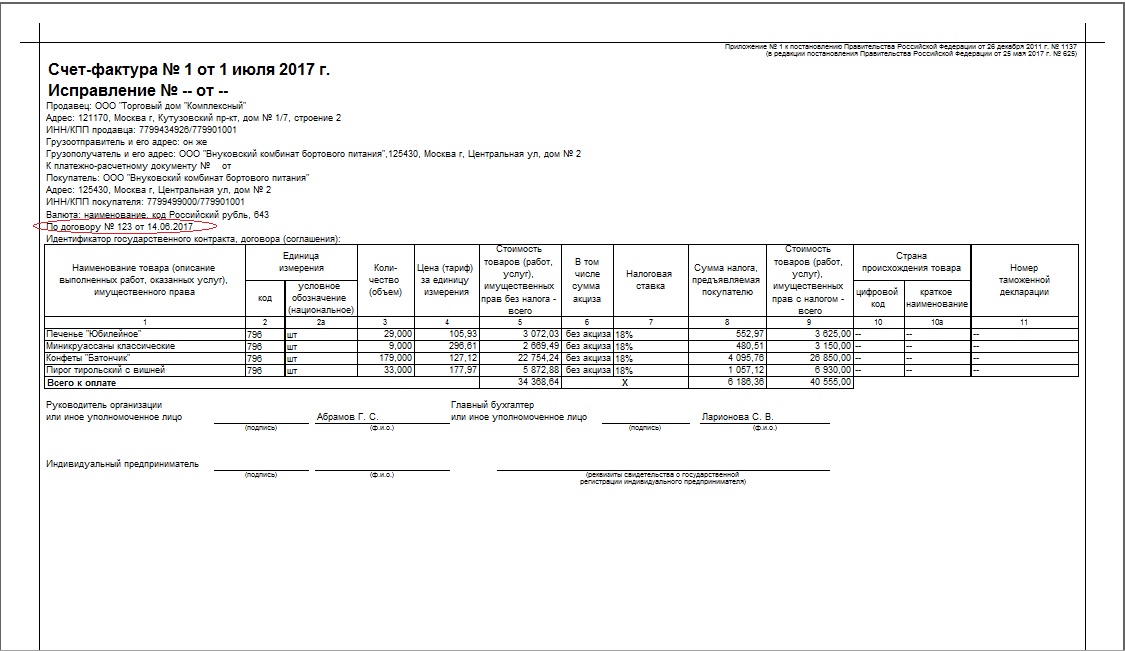 Приложение № 1 к постановлению Правительства Российской Федерации от 26 декабря 2011 г. № 1137
(в редакции постановления Правительства Российской Федерации от 25 мая 2017 г. № 625)
Счет-фактура № 1 от 1 июля 2017 г.
Исправление № -- от --
Продавец: ООО "Торговый дом "Комплексный"
Адрес: 121170, Москва г, Кутузовский пр-кт, дом № 1/7, строение 2
ИНН/КПП продавца: 7799434926/779901001
Грузоотправитель и его адрес: он же
Грузополучатель и его адрес: ООО "Внуковский комбинат бортового питания",125430, Москва г, Центральная ул, дом № 2
К платежно-расчетному документу № от
Покупатель: ООО "Внуковский комбинат бортового питания"
Адрес: 125430, Москва г, Центральная ул, дом № 2
ИНН/КПП покупателя: 7799499000/779901001
Валюта: наименование, код Российский рубль, 643
По договору № 123 от 14.06.2017
Идентификатор государственного контракта, договора (соглашения):
Наименование товара (описание выполненных работ, оказанных услуг), имущественного права
Единица измерения
код
условное обозначение (национальное)
Коли-чество (объем)
Цена (тариф) за единицу измерения
Стоимость товаров (работ, услуг), имущественных прав без налога - всего
В том числе сумма акциза
Налоговая ставка
Сумма налога, предъявляемая покупателю
Стоимость товаров (работ, услуг), имущественных прав с налогом - всего
Страна происхождения товара
цифровой код
краткое наименование
Номер таможенной декларации
1 2 2а 3 4 5 6 7 8 9 10 10а 11
Печенье "Юбилейное" 796 шт 29,000 105,93 3 072,03 без акциза 18% 552,97 3 625,00 -- -- --
Миникруассаны классические 796 шт 9,000 296,61 2 669,49 без акциза 18% 480,51 3 150,00 -- -- --
Конфеты "Батончик" 796 шт 179,000 127,12 22 754,24 без акциза 18% 4 095,76 26 850,00 -- -- --
Пирог тирольский с вишней 796 шт 33,000 177,97 5 872,88 без акциза 18% 1 057,12 6 930,00 -- -- --
Всего к оплате 34 368,64 Х 6 186,36 40 555,00
Руководитель организации
или иное уполномоченное лицо Абрамов Г. С.
(подпись) (ф.и.о.)
Главный бухгалтер
или иное уполномоченное лицо Ларионова С. В.
(подпись) (ф.и.о.)
Индивидуальный предприниматель
(подпись) (ф.и.о.)
(реквизиты свидетельства о государственной
регистрации индивидуального предпринимателя)